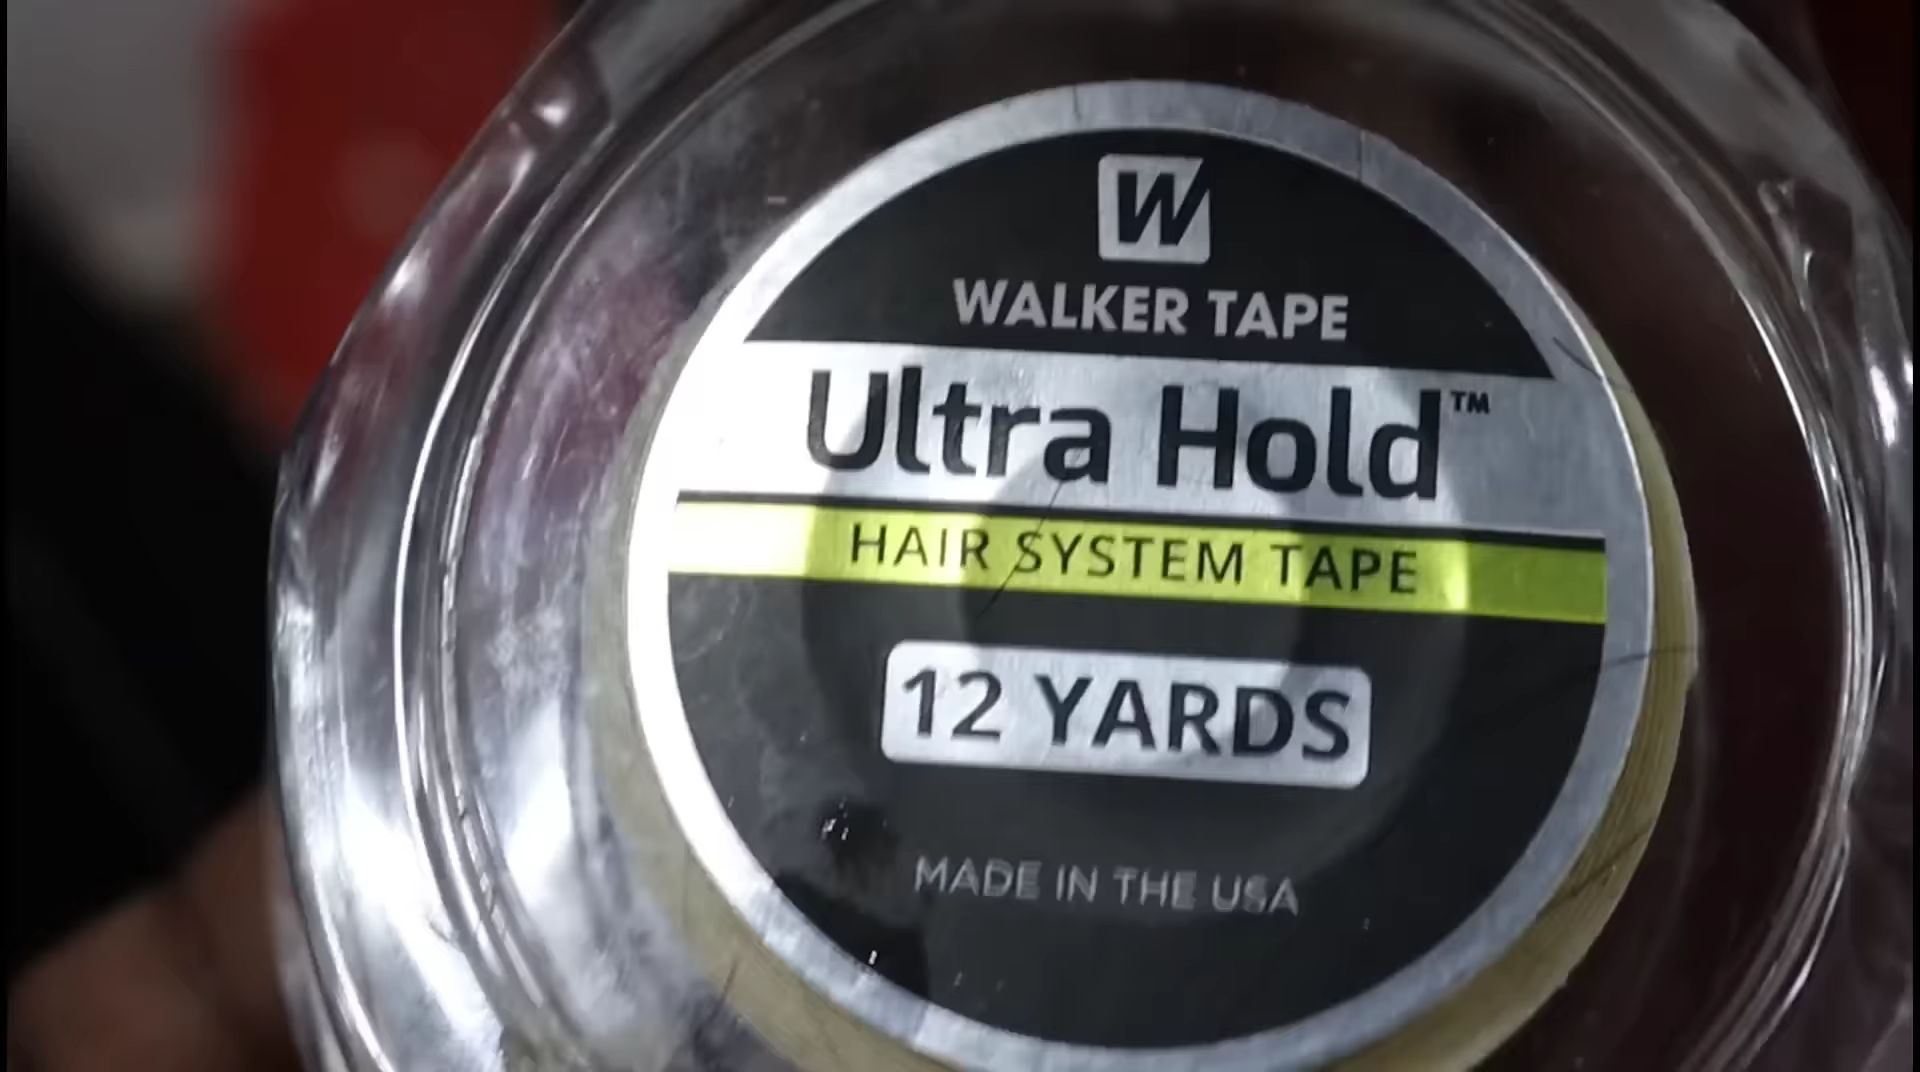 W
WALKER TAPE
Ultra Hold™
HAIR SYSTEM TAPE
12 YARDS
MADE IN THE USA